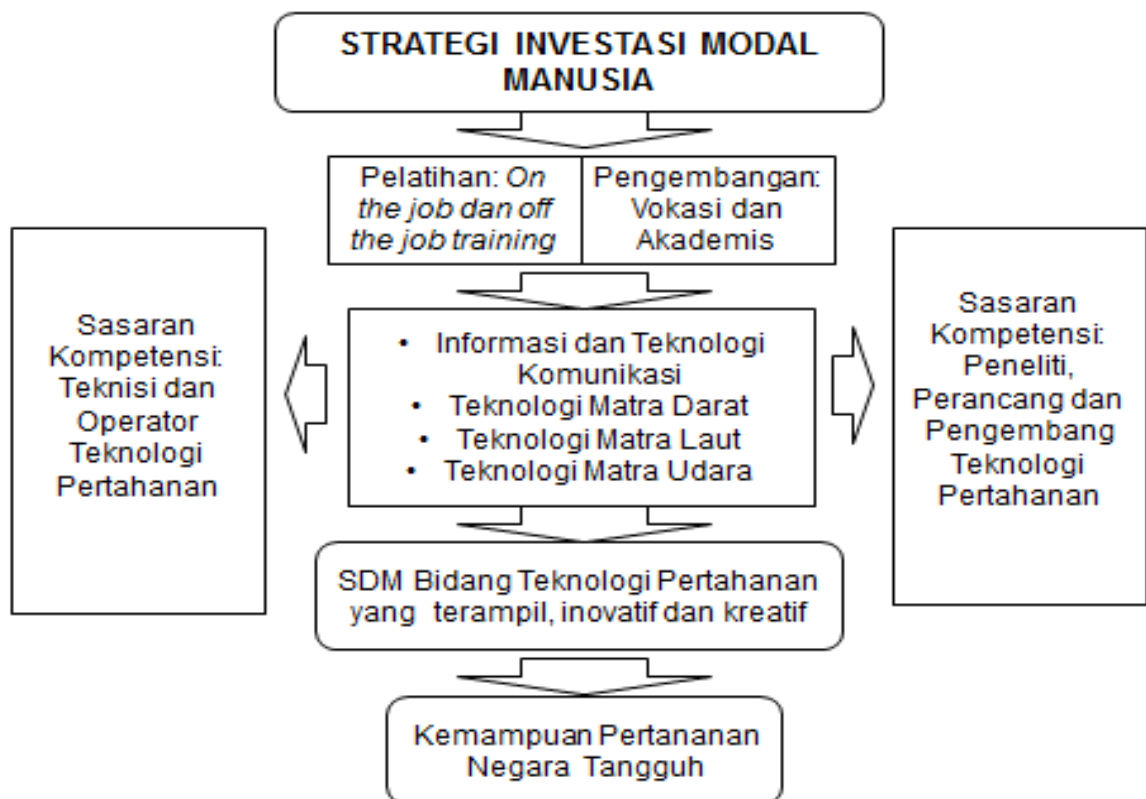 STRATEGI INVESTASI MODAL
MANUSIA
Pelatihan: On
the job dan off
the job training
Pengembangan:
Vokasi dan
Akademis
Sasaran
Kompetensi:
Teknisi dan
Operator
Teknologi
Pertahanan
• Informasi dan Teknologi
Komunikasi
• Teknologi Matra Darat
• Teknologi Matra Laut
• Teknologi Matra Udara
Sasaran
Kompetensi:
Peneliti,
Perancang dan
Pengembang
Teknologi
Pertahanan
SDM Bidang Teknologi Pertahanan
yang terampil, inovatif dan kreatif
Kemampuan Pertananan
Negara Tangguh